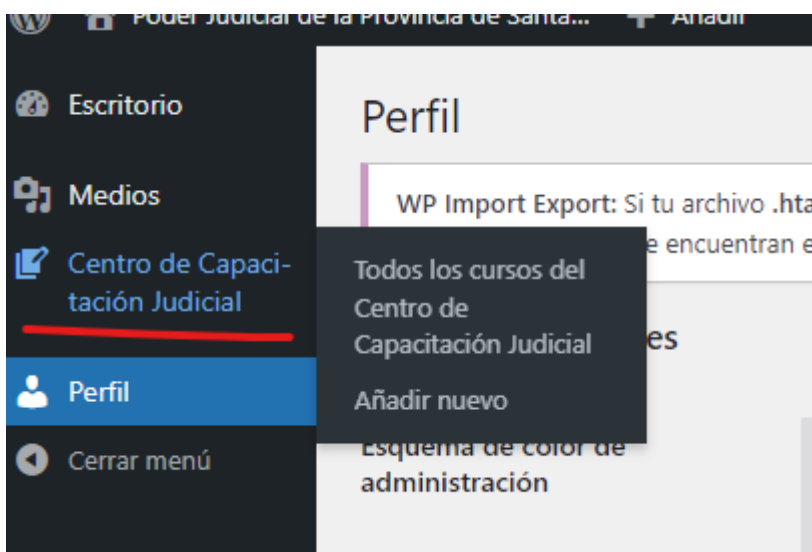 Poder Judicial de la Provincia de Santa... Añadir
Escritorio
Medios
Centro de Capaci-
tación Judicial
Perfil
Cerrar menú
Todos los cursos del
Centro de
Capacitación Judicial
Añadir nuevo
Perfil
WP Import Export: Si tu archivo .hta
e encuentran e
es
Esquema de color de
administración